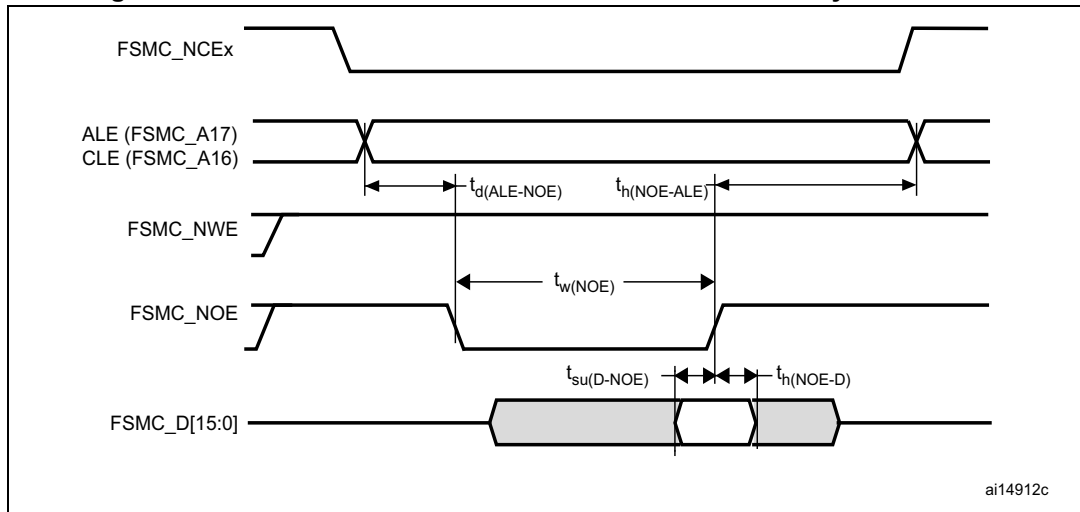 FSMC_NCEx
ALE (FSMC_A17)
CLE (FSMC_A16)
td(ALE-NOE)
th(NOE-ALE)
FSMC_NWE
tw(NOE)
FSMC_NOE
tsu(D-NOE)
th(NOE-D)
FSMC_D[15:0]
ai14912c